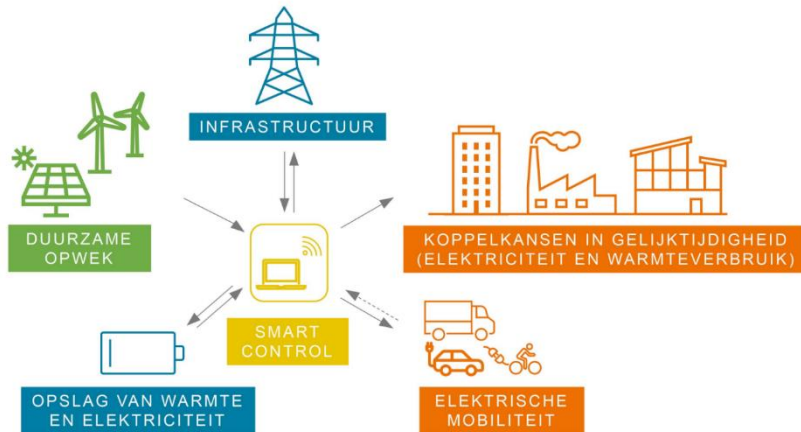 INFRASTRUCTUUR
DUURZAME
OPWEK
KOPPELKANSEN IN GELIJKTIJDIGHEID
(ELEKTRICITEIT EN WARMTEVERBRUIK)
SMART
CONTROL
OPSLAG VAN WARMTE
EN ELEKTRICITEIT
ELEKTRISCHE
MOBILITEIT